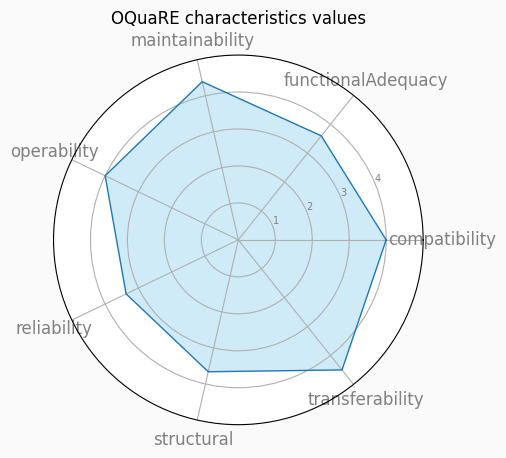 OQuaRE characteristics values
maintainability
functionalAdequacy
operability
4
3
2
1
compatibility
reliability
transferability
structural